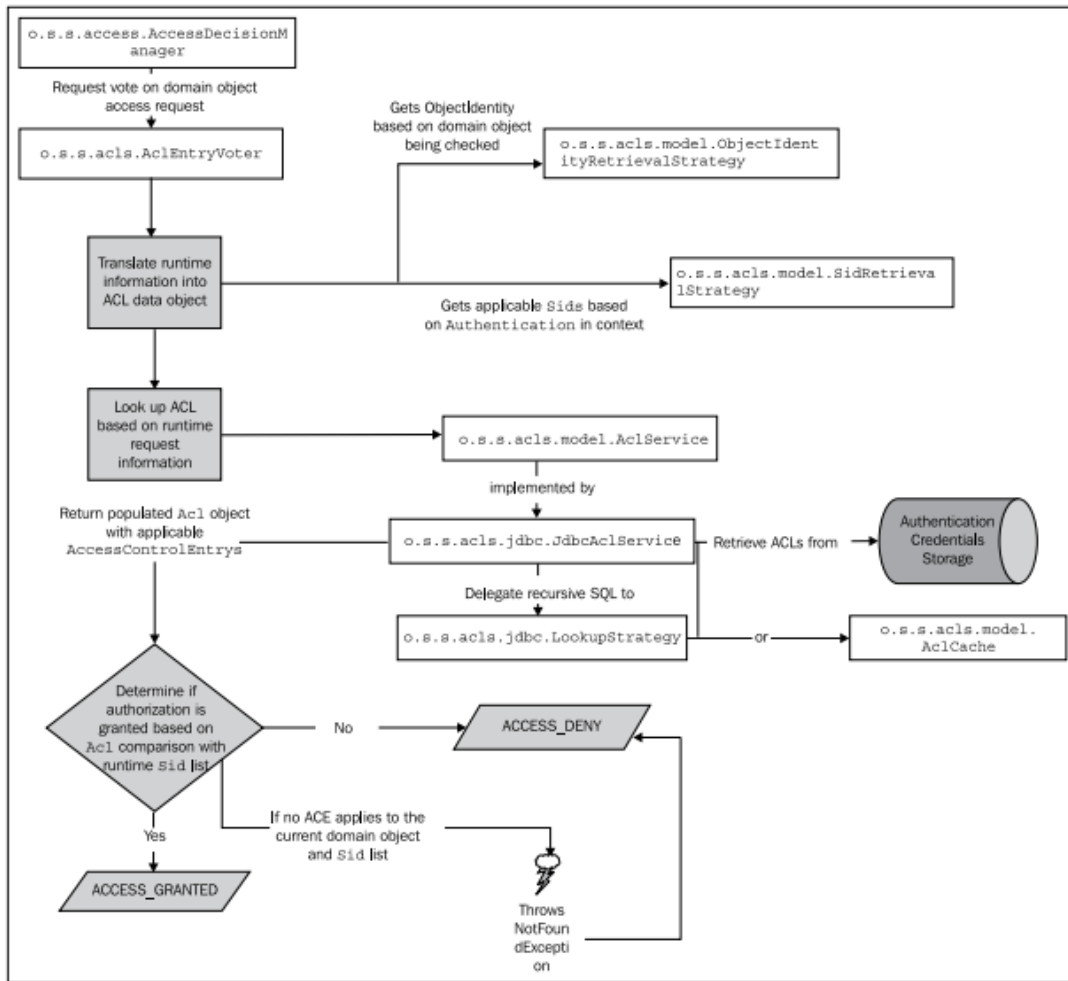 o.s.s.access.AccessDecisionM
anager
Request vote on domain object
access request
o.s.s.acls.AclEntryVoter
Gets ObjectIdentity
based on domain object
being checked
o.s.s.acls.model.ObjectIdent
ityRetrievalStrategy
Translate runtime
information into
ACL data object
o.s.s.acls.model.SidRetrieva
lStrategy
Gets applicable Sids based
on Authentication in context
Look up ACL
based on runtime
request
information
o.s.s.acls.model.AclService
implemented by
Return populated Acl object
with applicable
AccessControlEntrys
o.s.s.acls.jdbc.JdbcAclService
Retrieve ACLs from
Authentication
Credentials
Storage
Delegate recursive SQL to
o.s.s.acls.jdbc.LookupStrategy
or
o.s.s.acls.model.
AclCache
Determine if
authorization is
granted based on
Acl comparison with
runtime Sid list
No
ACCESS_DENY
If no ACE applies to the
current domain object
and Sid list
Yes
ACCESS_GRANTED
Throws
NotFoun
dExcepti
on